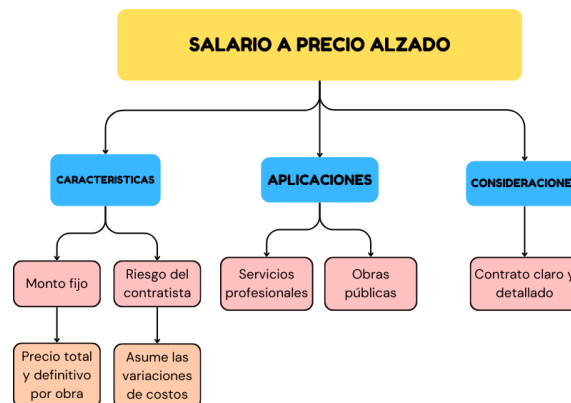 SALARIO A PRECIO ALZADO
CARACTERISTICAS
APLICACIONES
CONSIDERACIONE
Monto fijo
Riesgo del
contratista
Servicios
profesionales
Obras
públicas
Contrato claro y
detallado
Precio total
y definitivo
por obra
Asume las
variaciones
de costos